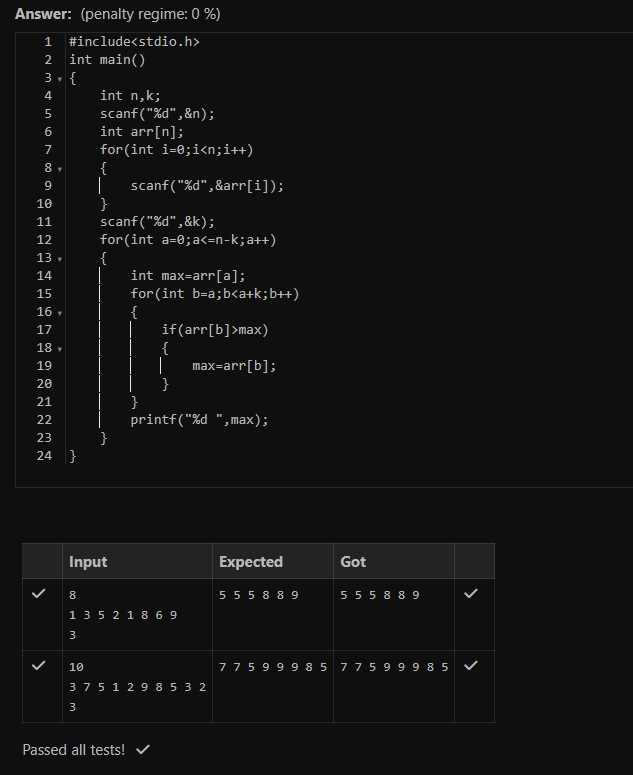 Answer: (penalty regime: 0 %)
1 #include<stdio.h>
2 int main()
3 {
4     int n,k;
5     scanf("%d",&n);
6     int arr[n];
7     for(int i=0;i<n;i++)
8     {
9         scanf("%d",&arr[i]);
10     }
11     scanf("%d",&k);
12     for(int a=0;a<=n-k;a++)
13     {
14         int max=arr[a];
15         for(int b=a;b<a+k;b++)
16         {
17             if(arr[b]>max)
18             {
19                 max=arr[b];
20             }
21         }
22         printf("%d ",max);
23     }
24 }
Input Expected Got
8 5 5 5 8 8 9 5 5 5 8 8 9
1 3 5 2 1 8 6 9
3
10 7 7 5 9 9 9 8 5 7 7 5 9 9 9 8 5
3 7 5 1 2 9 8 5 3 2
3
Passed all tests!